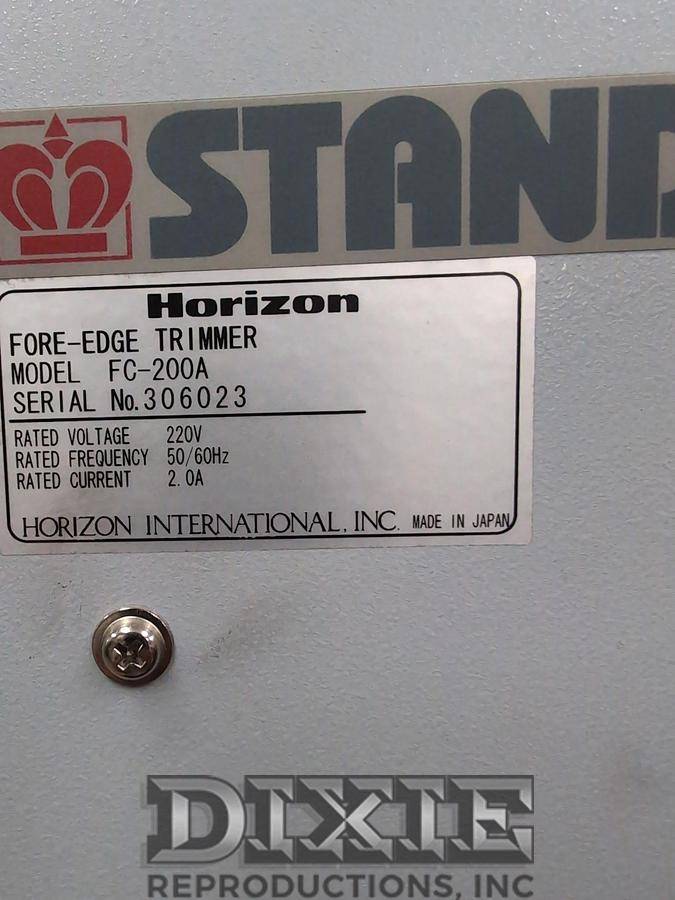 STAND
Horizon
FORE-EDGE TRIMMER
MODEL FC-200A
SERIAL No. 306023
RATED VOLTAGE 220V
RATED FREQUENCY 50/60Hz
RATED CURRENT 2.0A
HORIZON INTERNATIONAL, INC. MADE IN JAPAN
DIXIE
REPRODUCTIONS, INC